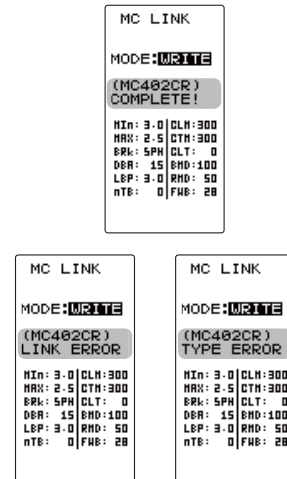 MC LINK
MODE:WRITE
(MC402CR)
COMPLETE!
MIn: 3.0 CLM:300
MAX: 2.5 CTM:300
BRk: SPH CLT: 0
DBA: 15 BMD:100
LBP: 3.0 RMD: 50
nTB: 0 FWB: 28
MC LINK
MODE:WRITE
(MC402CR)
LINK ERROR
MIn: 3.0 CLM:300
MAX: 2.5 CTM:300
BRk: SPH CLT: 0
DBA: 15 BMD:100
LBP: 3.0 RMD: 50
nTB: 0 FWB: 28
MC LINK
MODE:WRITE
(MC402CR)
TYPE ERROR
MIn: 3.0 CLM:300
MAX: 2.5 CTM:300
BRk: SPH CLT: 0
DBA: 15 BMD:100
LBP: 3.0 RMD: 50
nTB: 0 FWB: 28